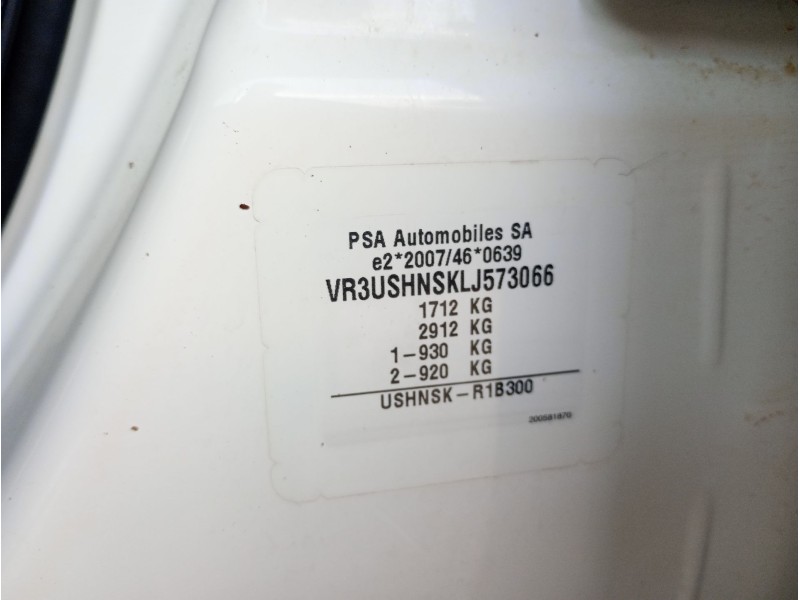 PSA Automobiles SA
e2*2007/46*0639
VR3USHNSKLJ573066
1712 KG
2912 KG
1-930 KG
2-920 KG
USHNSK-R1B300
200581870